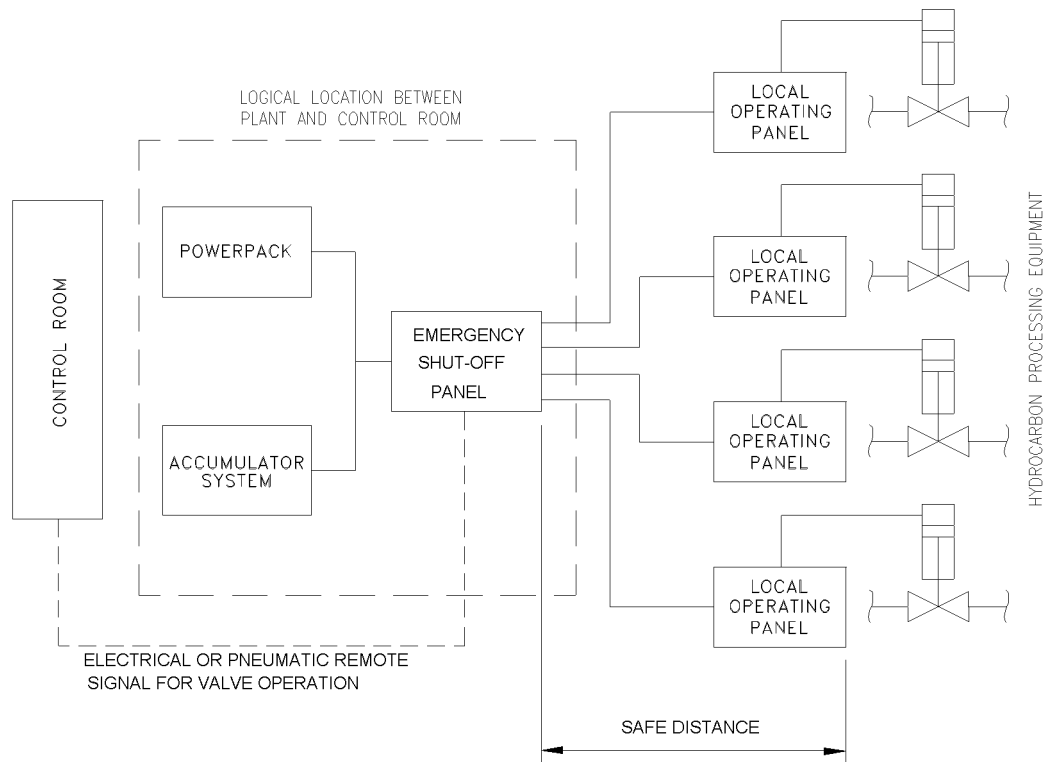 LOGICAL LOCATION BETWEEN
PLANT AND CONTROL ROOM
CONTROL ROOM
POWERPACK
ACCUMULATOR
SYSTEM
EMERGENCY
SHUT-OFF
PANEL
LOCAL
OPERATING
PANEL
LOCAL
OPERATING
PANEL
LOCAL
OPERATING
PANEL
LOCAL
OPERATING
PANEL
HYDROCARBON PROCESSING EQUIPMENT
ELECTRICAL OR PNEUMATIC REMOTE
SIGNAL FOR VALVE OPERATION
SAFE DISTANCE